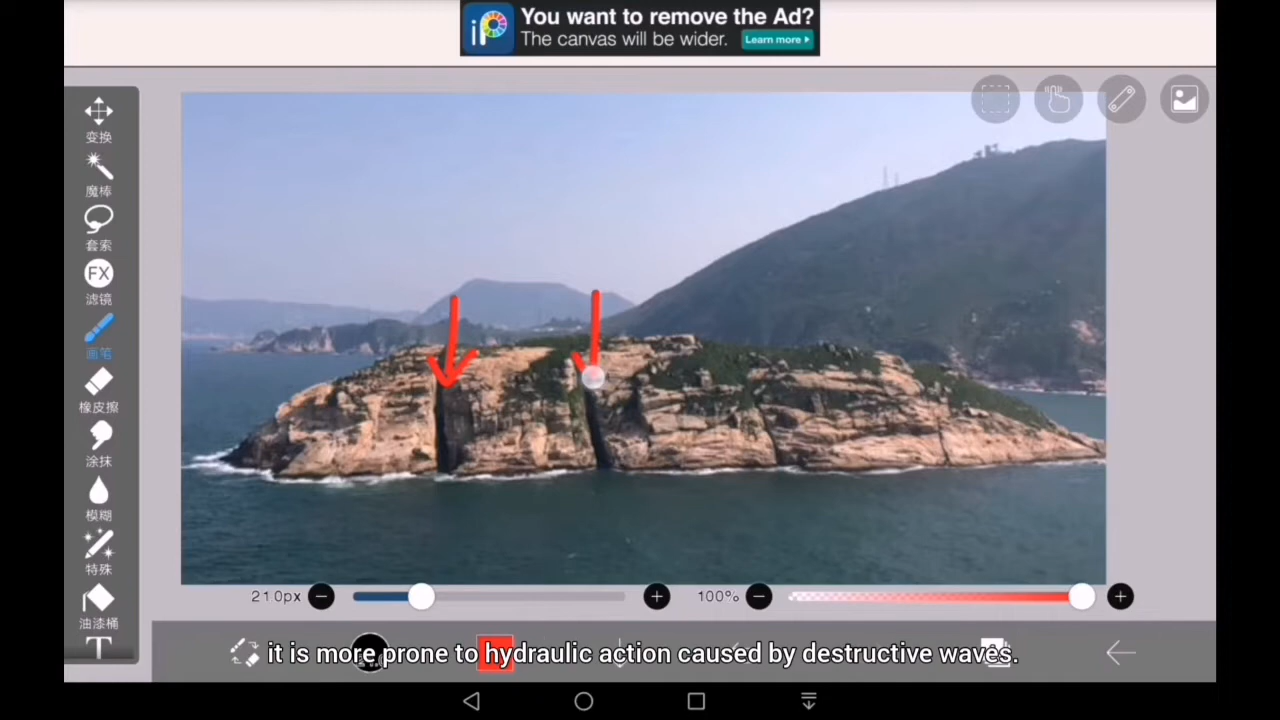 You want to remove the Ad?
The canvas will be wider.
Learn more
iP
变换
魔棒
套索
FX
滤镜
画笔
橡皮擦
涂抹
模糊
特殊
油漆桶
T
21.0px
100%
it is more prone to hydraulic action caused by destructive waves.